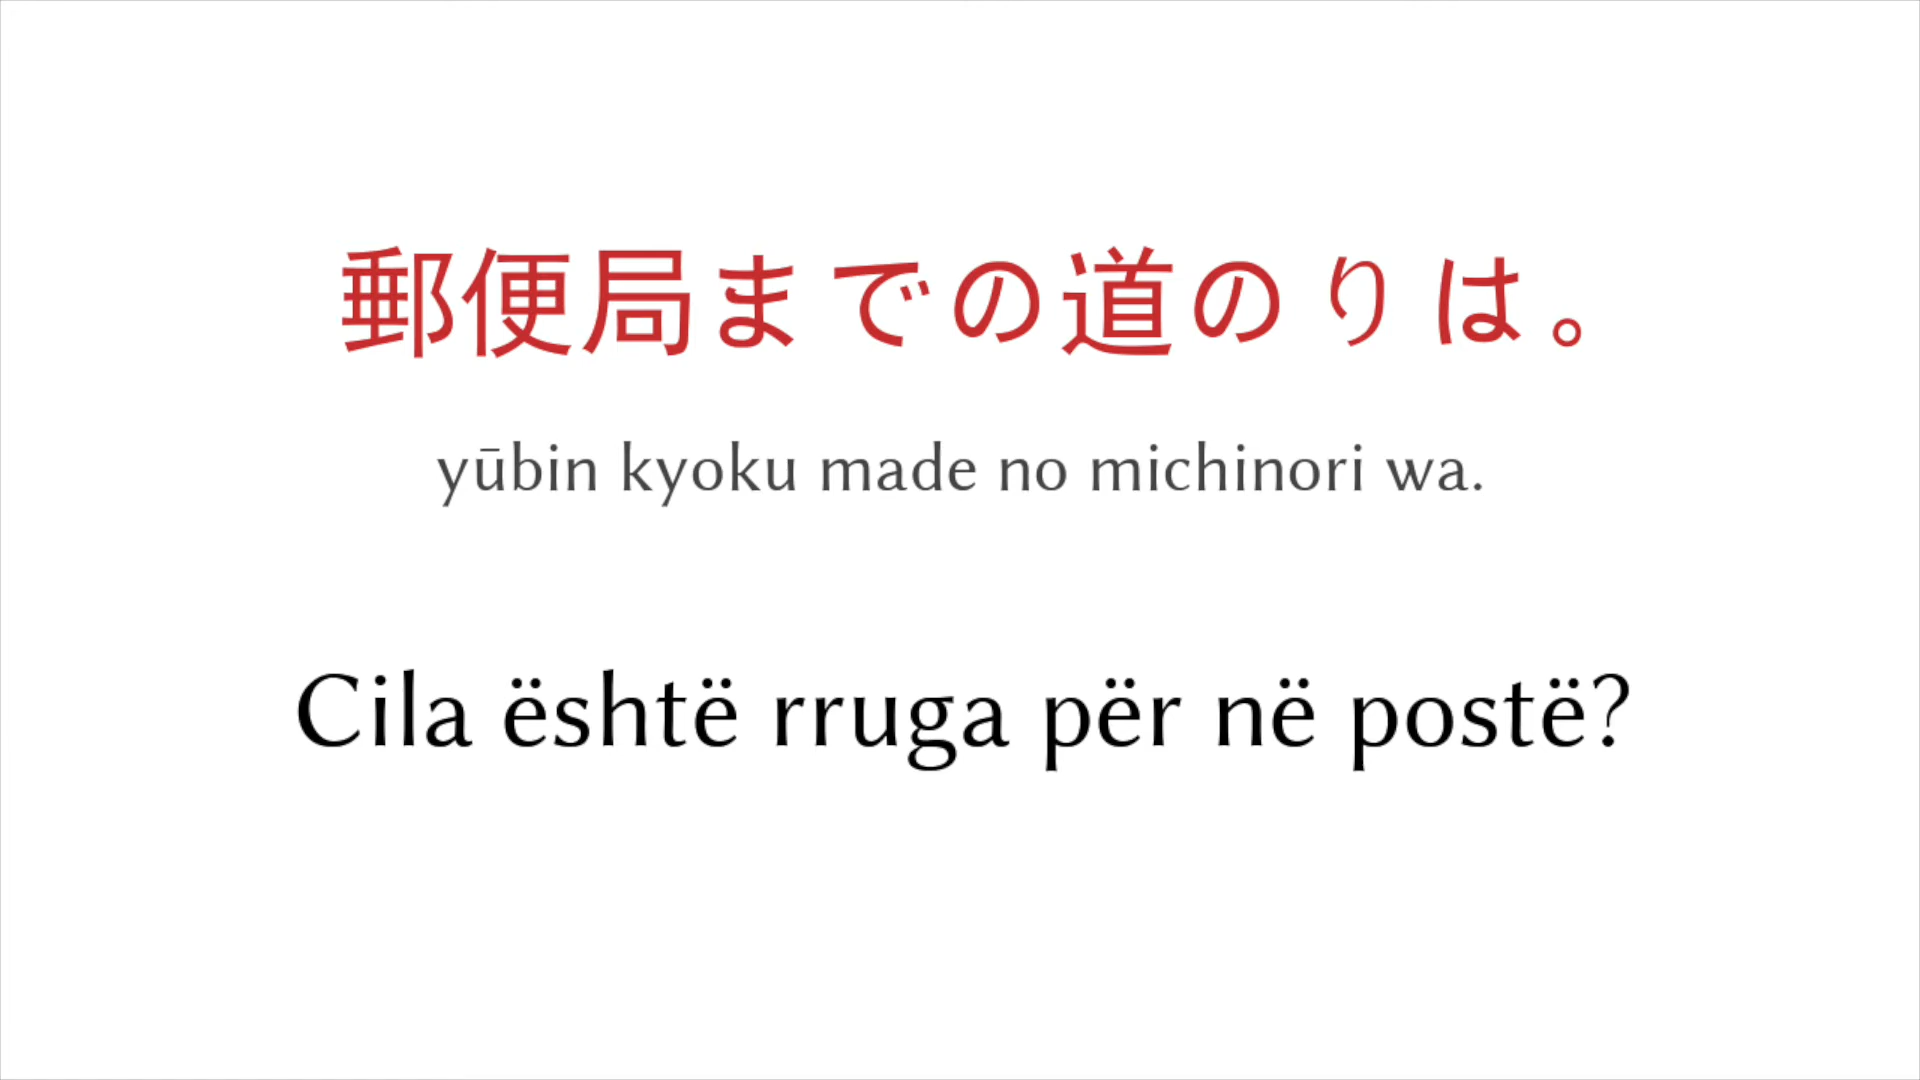 郵便局までの道のりは。
yūbin kyoku made no michinori wa.
Cila është rruga për në postë?